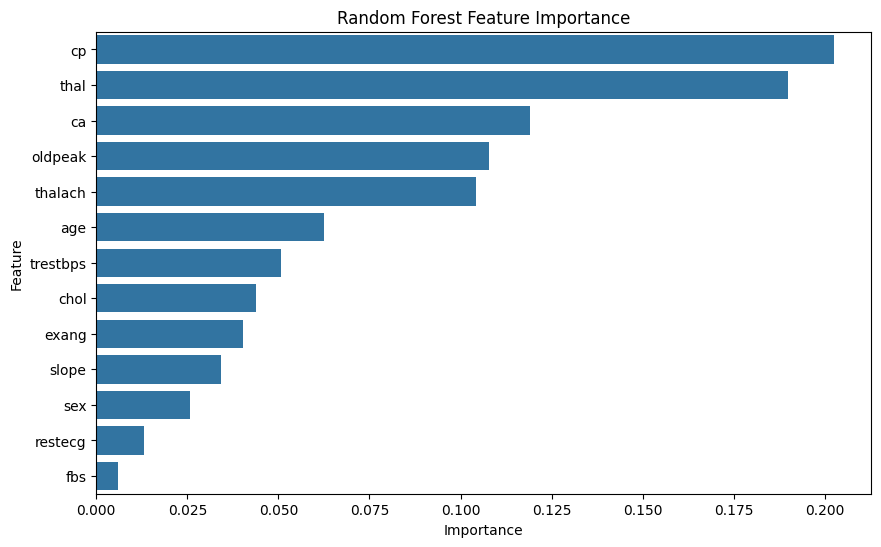 Random Forest Feature Importance
cp
thal
ca
oldpeak
thalach
age
trestbps
chol
exang
slope
sex
restecg
fbs
Feature
0.000 0.025 0.050 0.075 0.100 0.125 0.150 0.175 0.200
Importance